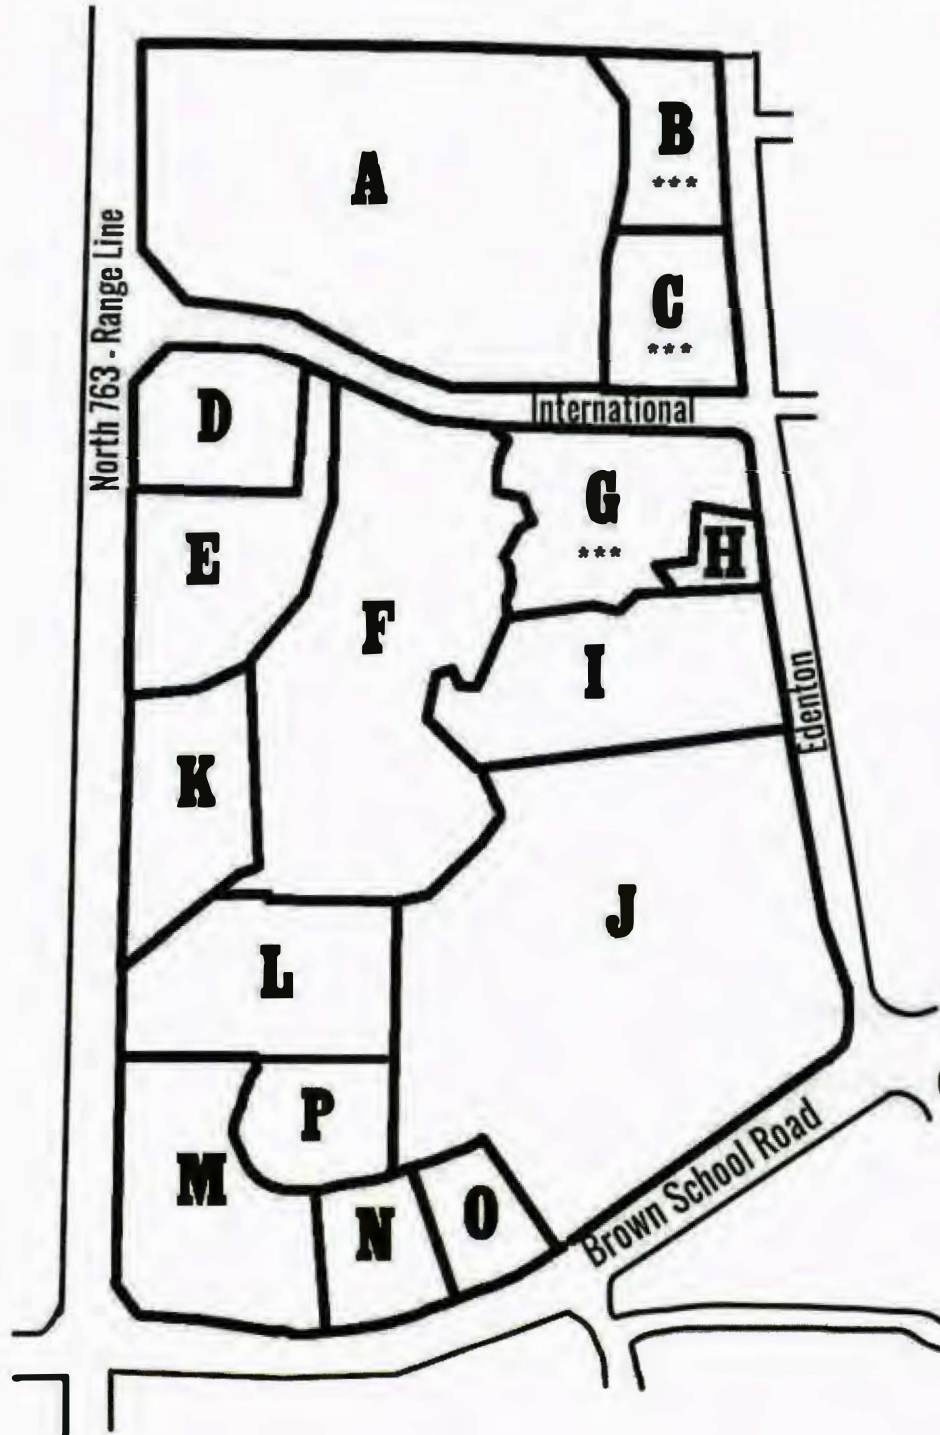 A
B
***
C
***
North 763 - Range Line
International
D
G
***
H
E
F
I
Edenton
K
J
L
P
M
N
O
Brown School Road